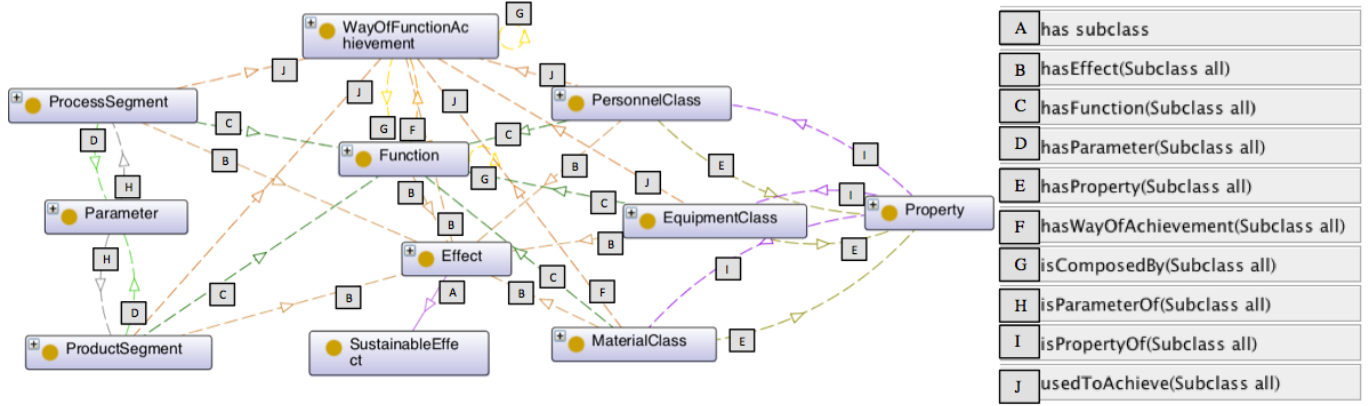 WayOfFunctionAc
hievement
G
J
J
ProcessSegment
J
J
PersonnelClass
D
C
G
F
C
Function
B
B
E
I
H
G
J
I
Parameter
B
C
EquipmentClass
Property
B
B
E
H
Effect
I
C
A
B
C
F
B
D
ProductSegment
SustainableEffe
ct
MaterialClass
E
A has subclass
B hasEffect(Subclass all)
C hasFunction(Subclass all)
D hasParameter(Subclass all)
E hasProperty(Subclass all)
F hasWayOfAchievement(Subclass all)
G isComposedBy(Subclass all)
H isParameterOf(Subclass all)
I isPropertyOf(Subclass all)
J usedToAchieve(Subclass all)